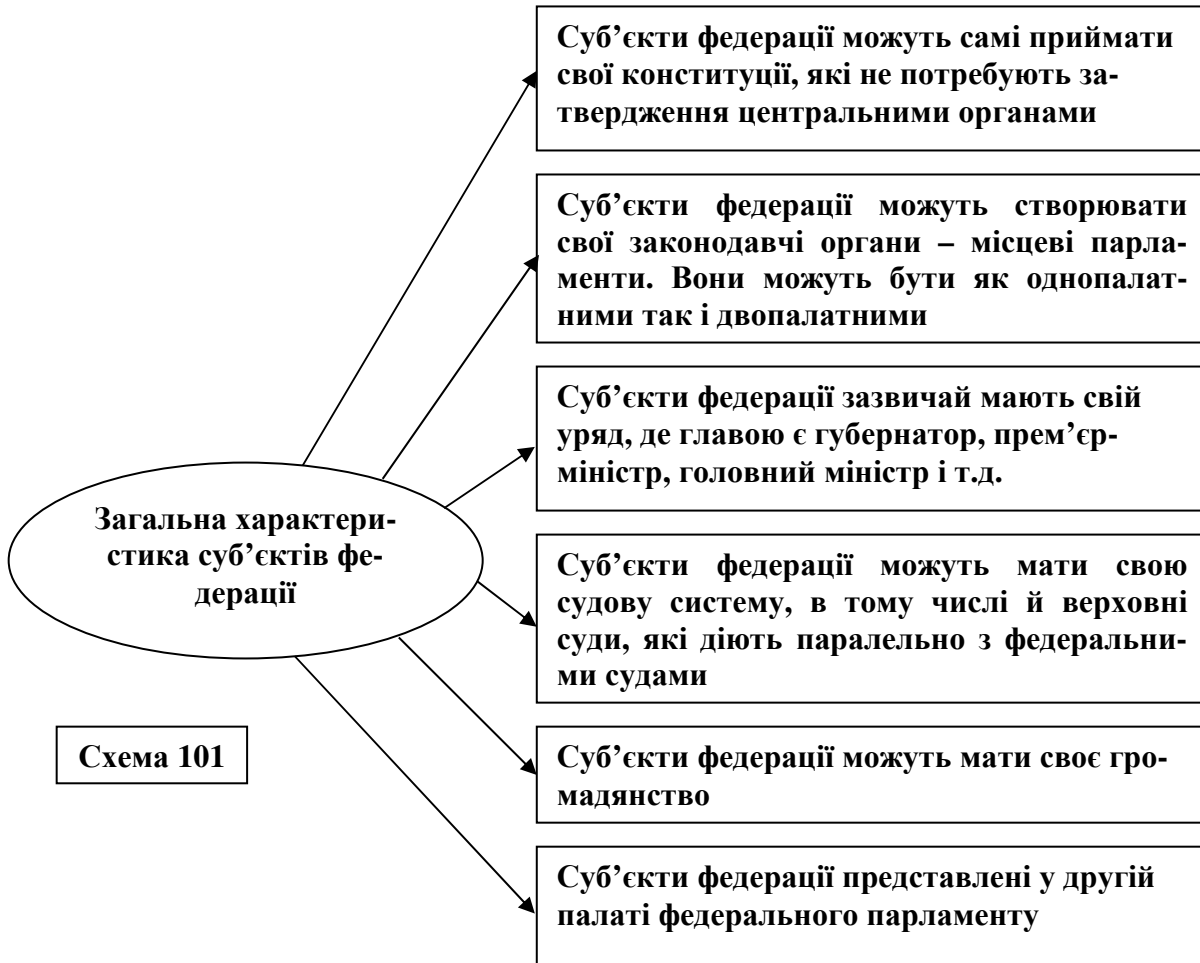 Суб’єкти федерації можуть самі приймати
свої конституції, які не потребують за-
твердження центральними органами
Суб’єкти федерації можуть створювати
свої законодавчі органи – місцеві парла-
менти. Вони можуть бути як однопалат-
ними так і двопалатними
Суб’єкти федерації зазвичай мають свій
уряд, де главою є губернатор, прем’єр-
міністр, головний міністр і т.д.
Загальна характери-
стика суб’єктів фе-
дерації
Суб’єкти федерації можуть мати свою
судову систему, в тому числі й верховні
суди, які діють паралельно з федеральни-
ми судами
Схема 101
Суб’єкти федерації можуть мати своє гро-
мадянство
Суб’єкти федерації представлені у другій
палаті федерального парламенту